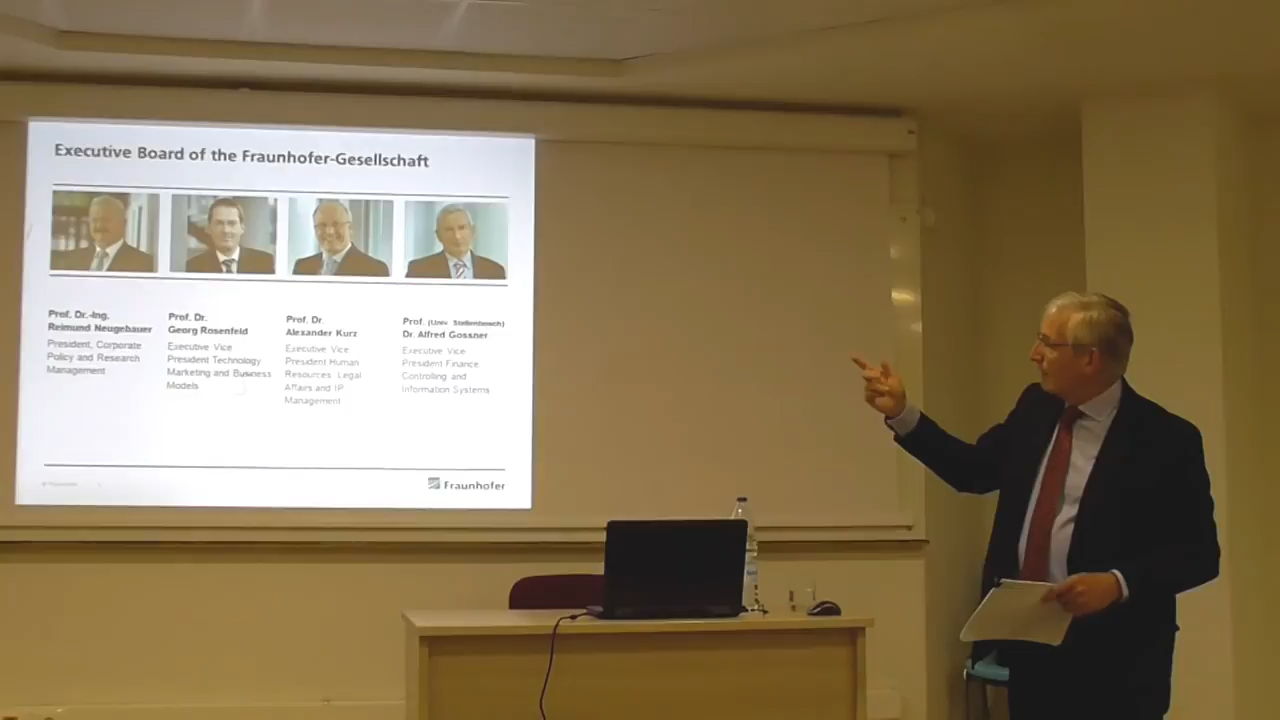 Executive Board of the Fraunhofer-Gesellschaft
Prof. Dr.-Ing.
Reimund Neugebauer
President, Corporate
Policy and Research
Management
Prof. Dr.
Georg Rosenfeld
Executive Vice
President Technology
Marketing and Business
Models
Prof. Dr.
Alexander Kurz
Executive Vice
President Human
Resources Legal
Affairs and IP
Management
Prof. (Univ. Stellenbosch)
Dr. Alfred Gossner
Executive Vice
President Finance
Controlling and
Information Systems
© Fraunhofer
Fraunhofer